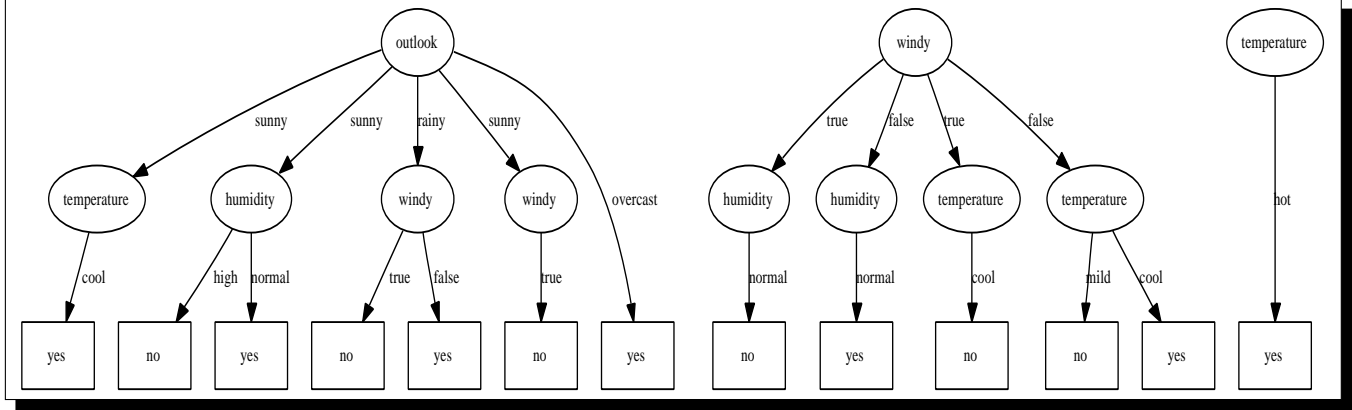 outlook windy temperature
sunny sunny rainy sunny true false true false
temperature humidity windy windy overcast humidity humidity temperature temperature hot
cool high normal true false true normal normal cool mild cool
yes no yes no yes no yes no yes no no yes yes